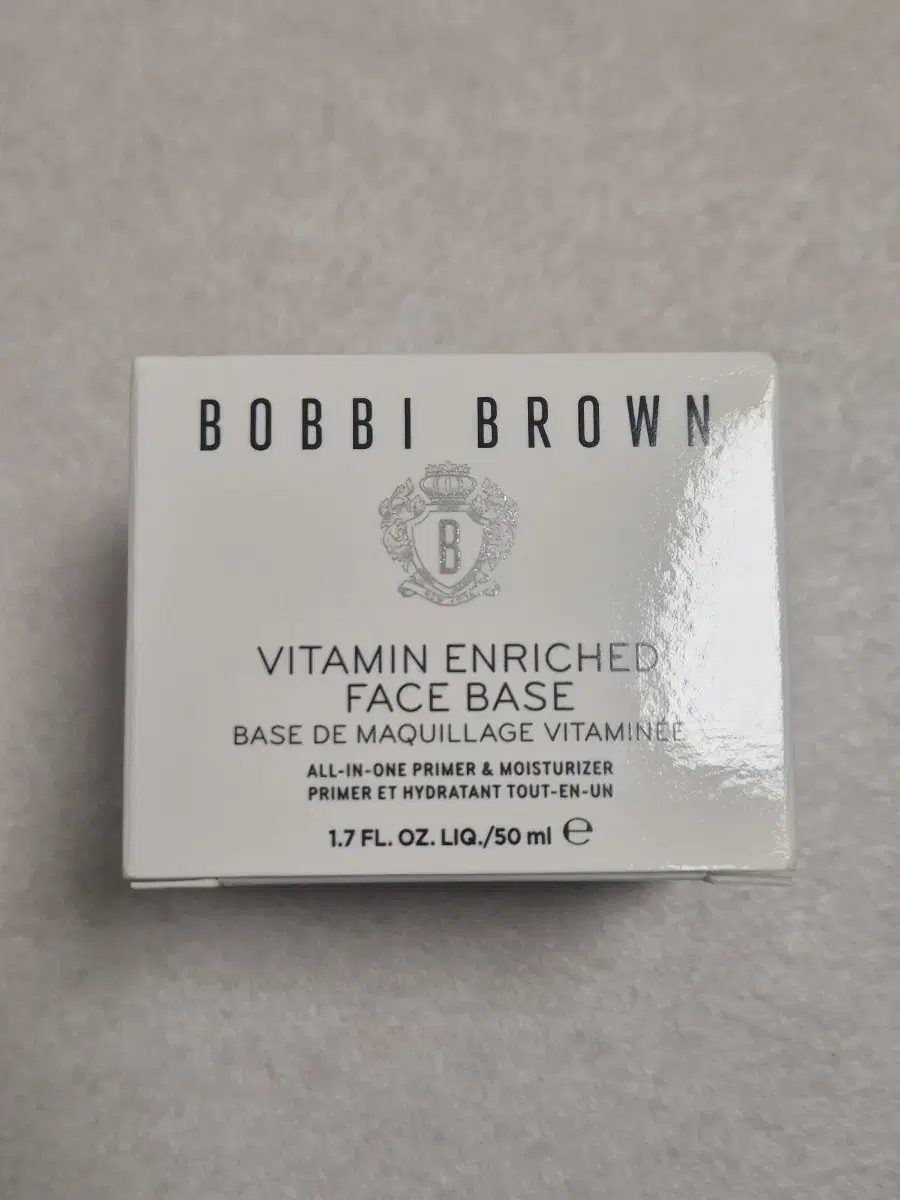 BOBBI BROWN
B
VITAMIN ENRICHED
FACE BASE
BASE DE MAQUILLAGE VITAMINÉE
ALL-IN-ONE PRIMER & MOISTURIZER
PRIMER ET HYDRATANT TOUT-EN-UN
1.7 FL. OZ. LIQ./50 ml ℮